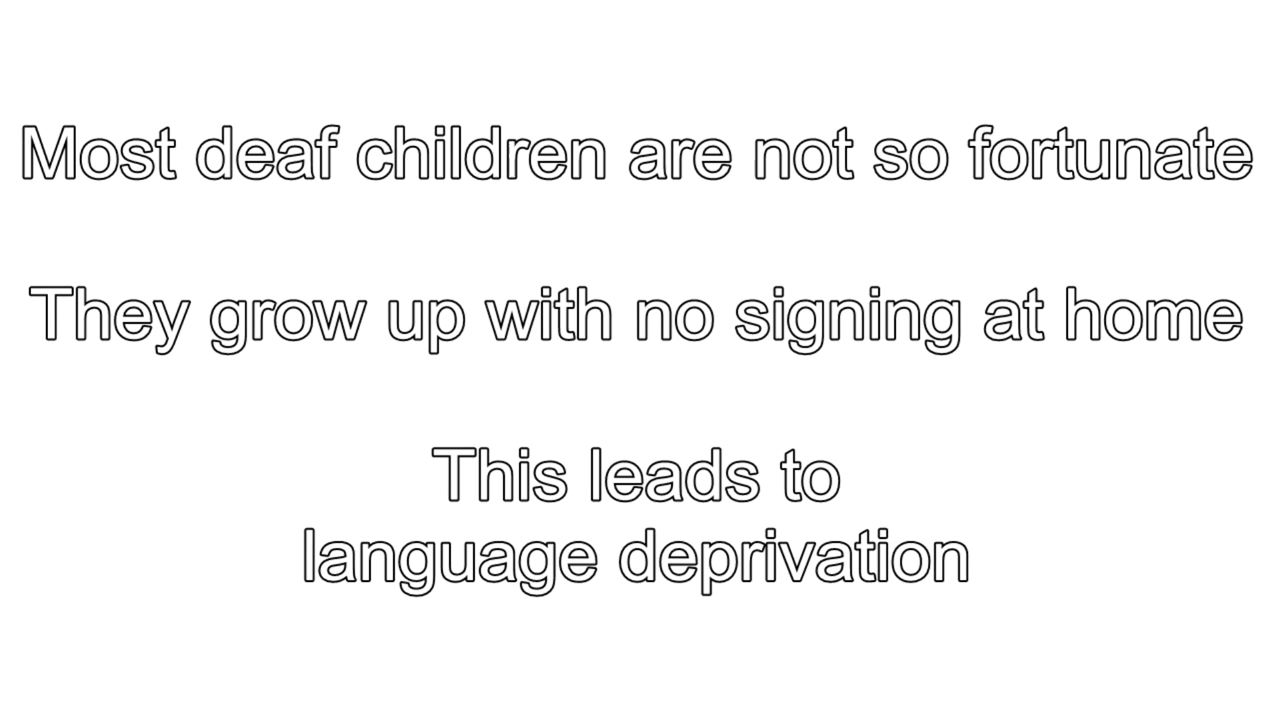 Most deaf children are not so fortunate
They grow up with no signing at home
This leads to
language deprivation